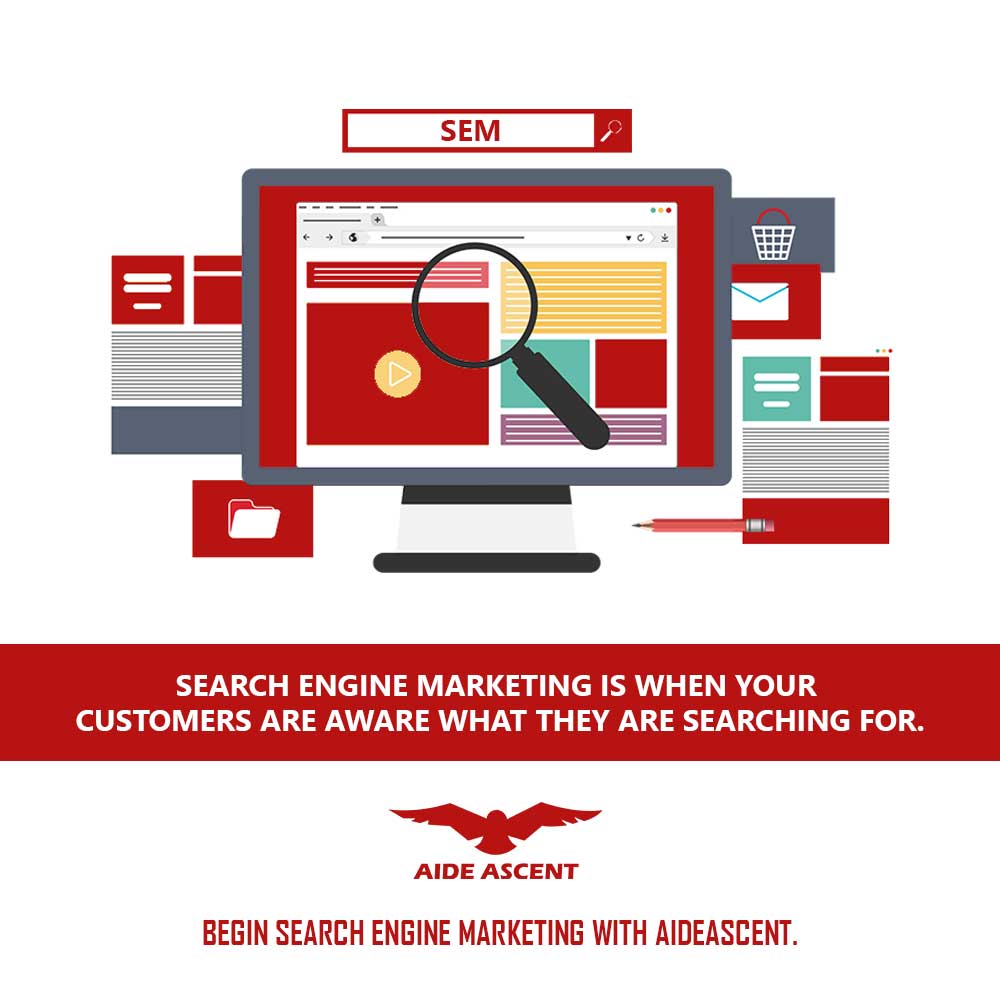 SEM
SEARCH ENGINE MARKETING IS WHEN YOUR
CUSTOMERS ARE AWARE WHAT THEY ARE SEARCHING FOR.
AIDE ASCENT
BEGIN SEARCH ENGINE MARKETING WITH AIDEASCENT.